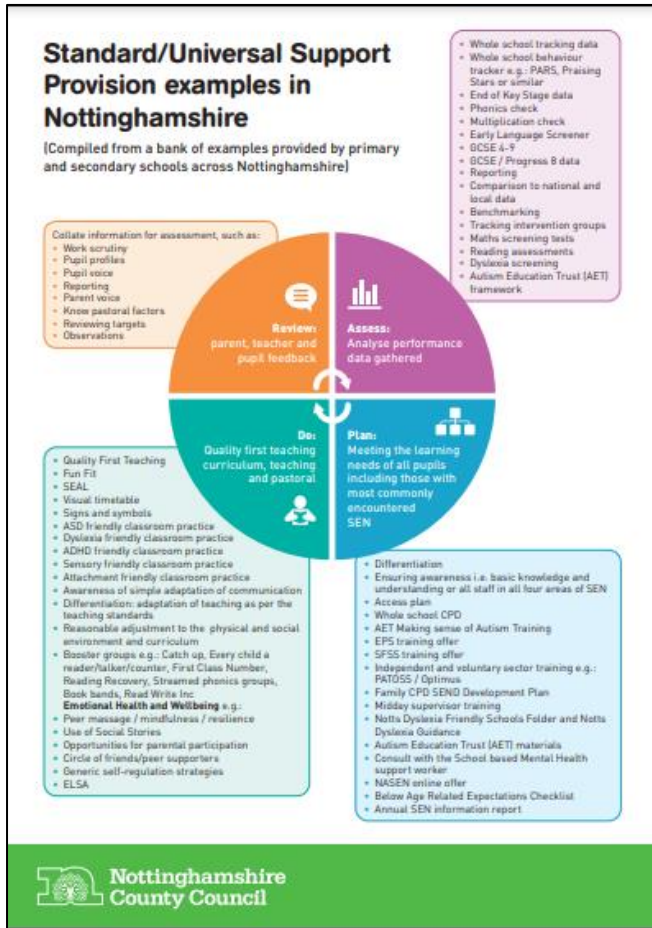 Standard/Universal Support
Provision examples in
Nottinghamshire
(Compiled from a bank of examples provided by primary
and secondary schools across Nottinghamshire)
• Whole school tracking data
• Whole school behaviour
tracker e.g.: PARS, Praising
Stars or similar
• End of Key Stage data
• Phonics check
• Multiplication check
• Early Language Screener
• GCSE 4-9
• GCSE / Progress 8 data
• Reporting
• Comparison to national and
local data
• Benchmarking
• Tracking intervention groups
• Maths screening tests
• Reading assessments
• Dyslexia screening
• Autism Education Trust (AET)
framework
Collate information for assessment, such as:
• Work scrutiny
• Pupil profiles
• Pupil voice
• Reporting
• Parent voice
• Know pastoral factors
• Reviewing targets
• Observations
Review:
parent, teacher and
pupil feedback
Assess:
Analyse performance
data gathered
Do:
Quality first teaching
curriculum, teaching
and pastoral
Plan:
Meeting the learning
needs of all pupils
including those with
most commonly
encountered
SEN
• Quality First Teaching
• Fun Fit
• SEAL
• Visual timetable
• Signs and symbols
• ASD friendly classroom practice
• Dyslexia friendly classroom practice
• ADHD friendly classroom practice
• Sensory friendly classroom practice
• Attachment friendly classroom practice
• Awareness of simple adaptation of communication
• Differentiation: adaptation of teaching as per the
teaching standards
• Reasonable adjustment to the physical and social
environment and curriculum
• Booster groups e.g.: Catch up, Every child a
reader/talker/counter, First Class Number,
Reading Recovery, Streamed phonics groups,
Book bands, Read Write Inc
Emotional Health and Wellbeing e.g.:
• Peer massage / mindfulness / resilience
• Use of Social Stories
• Opportunities for parental participation
• Circle of friends/peer supporters
• Generic self-regulation strategies
• ELSA
• Differentiation
• Ensuring awareness i.e. basic knowledge and
understanding or all staff in all four areas of SEN
• Access plan
• Whole school CPD
• AET Making sense of Autism Training
• EPS training offer
• SFSS training offer
• Independent and voluntary sector training e.g.:
PATOSS / Optimus
• Family CPD SEND Development Plan
• Midday supervisor training
• Notts Dyslexia Friendly Schools Folder and Notts
Dyslexia Guidance
• Autism Education Trust (AET) materials
• Consult with the School based Mental Health
support worker
• NASEN online offer
• Below Age Related Expectations Checklist
• Annual SEN information report
Nottinghamshire
County Council